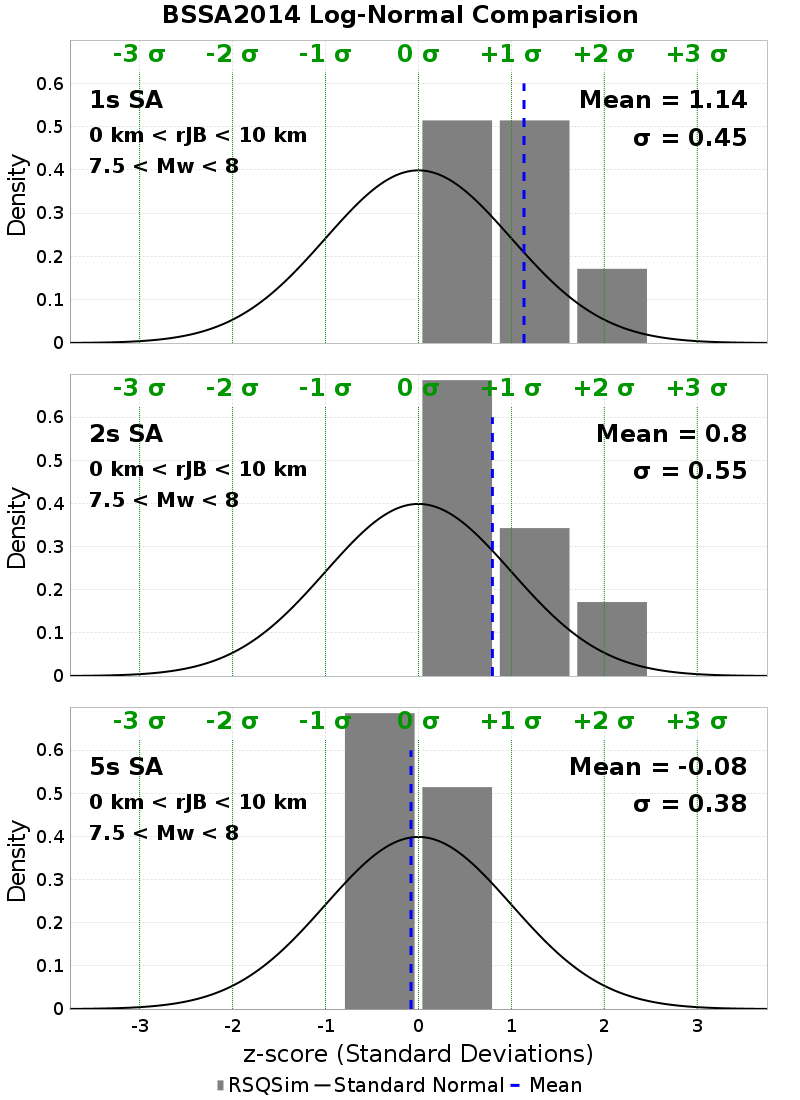 BSSA2014 Log-Normal Comparision
-3 σ -2 σ -1 σ 0 σ +1 σ +2 σ +3 σ
0.6
0.5
0.4
0.3
0.2
0.1
0
Density
1s SA
0 km < rJB < 10 km
7.5 < Mw < 8
Mean = 1.14
σ = 0.45
-3 σ -2 σ -1 σ 0 σ +1 σ +2 σ +3 σ
0.6
0.5
0.4
0.3
0.2
0.1
0
Density
2s SA
0 km < rJB < 10 km
7.5 < Mw < 8
Mean = 0.8
σ = 0.55
-3 σ -2 σ -1 σ 0 σ +1 σ +2 σ +3 σ
0.6
0.5
0.4
0.3
0.2
0.1
0
Density
5s SA
0 km < rJB < 10 km
7.5 < Mw < 8
Mean = -0.08
σ = 0.38
-3 -2 -1 0 1 2 3
z-score (Standard Deviations)
RSQSim Standard Normal Mean